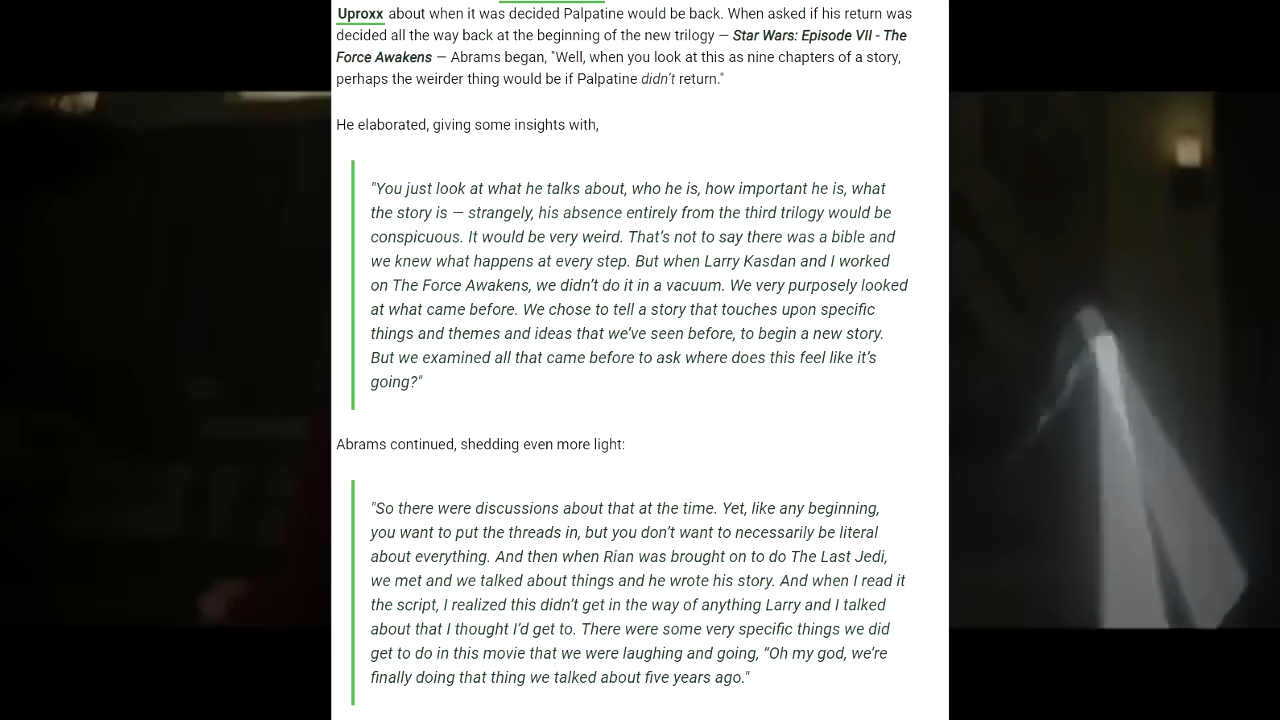 Uproxx about when it was decided Palpatine would be back. When asked if his return was
decided all the way back at the beginning of the new trilogy — Star Wars: Episode VII - The
Force Awakens — Abrams began, "Well, when you look at this as nine chapters of a story,
perhaps the weirder thing would be if Palpatine didn't return."
He elaborated, giving some insights with,
"You just look at what he talks about, who he is, how important he is, what
the story is — strangely, his absence entirely from the third trilogy would be
conspicuous. It would be very weird. That's not to say there was a bible and
we knew what happens at every step. But when Larry Kasdan and I worked
on The Force Awakens, we didn't do it in a vacuum. We very purposely looked
at what came before. We chose to tell a story that touches upon specific
things and themes and ideas that we've seen before, to begin a new story.
But we examined all that came before to ask where does this feel like it's
going?"
Abrams continued, shedding even more light:
"So there were discussions about that at the time. Yet, like any beginning,
you want to put the threads in, but you don't want to necessarily be literal
about everything. And then when Rian was brought on to do The Last Jedi,
we met and we talked about things and he wrote his story. And when I read it
the script, I realized this didn't get in the way of anything Larry and I talked
about that I thought I'd get to. There were some very specific things we did
get to do in this movie that we were laughing and going, “Oh my god, we're
finally doing that thing we talked about five years ago."